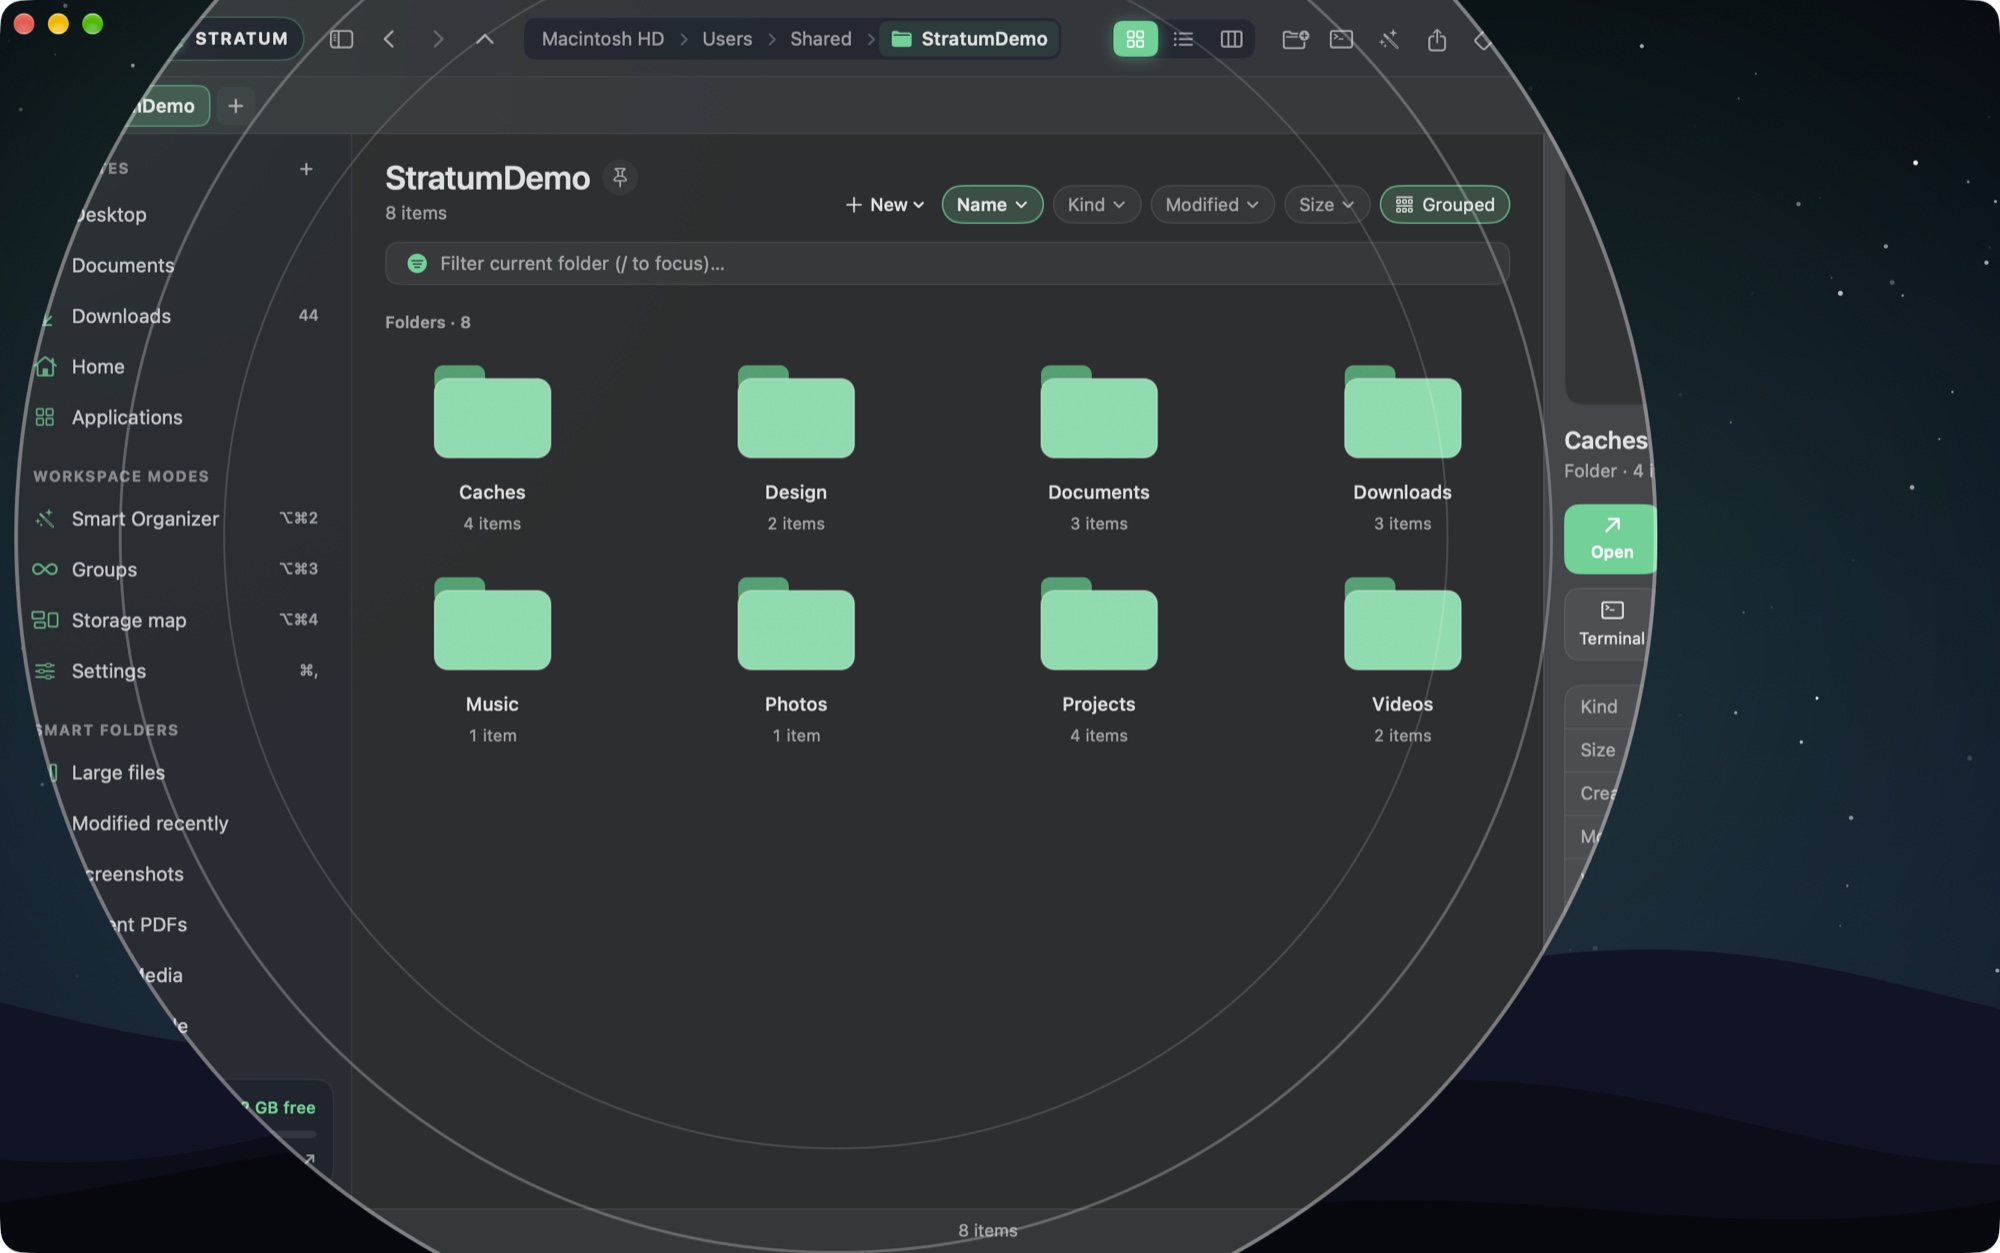 STRATUM
Macintosh HD > Users > Shared > StratumDemo
Demo +
+
Desktop
Documents
Downloads 44
Home
Applications
WORKSPACE MODES
Smart Organizer ⌥⌘2
Groups ⌥⌘3
Storage map ⌥⌘4
Settings ⌘,
SMART FOLDERS
Large files
Modified recently
creenshots
PDFs
GB free
StratumDemo
8 items
+ New
Name
Kind
Modified
Size
Grouped
Filter current folder (/ to focus)...
Folders · 8
Caches
4 items
Design
2 items
Documents
3 items
Downloads
3 items
Music
1 item
Photos
1 item
Projects
4 items
Videos
2 items
8 items
Caches
Folder · 4
Open
Terminal
Kind
Size